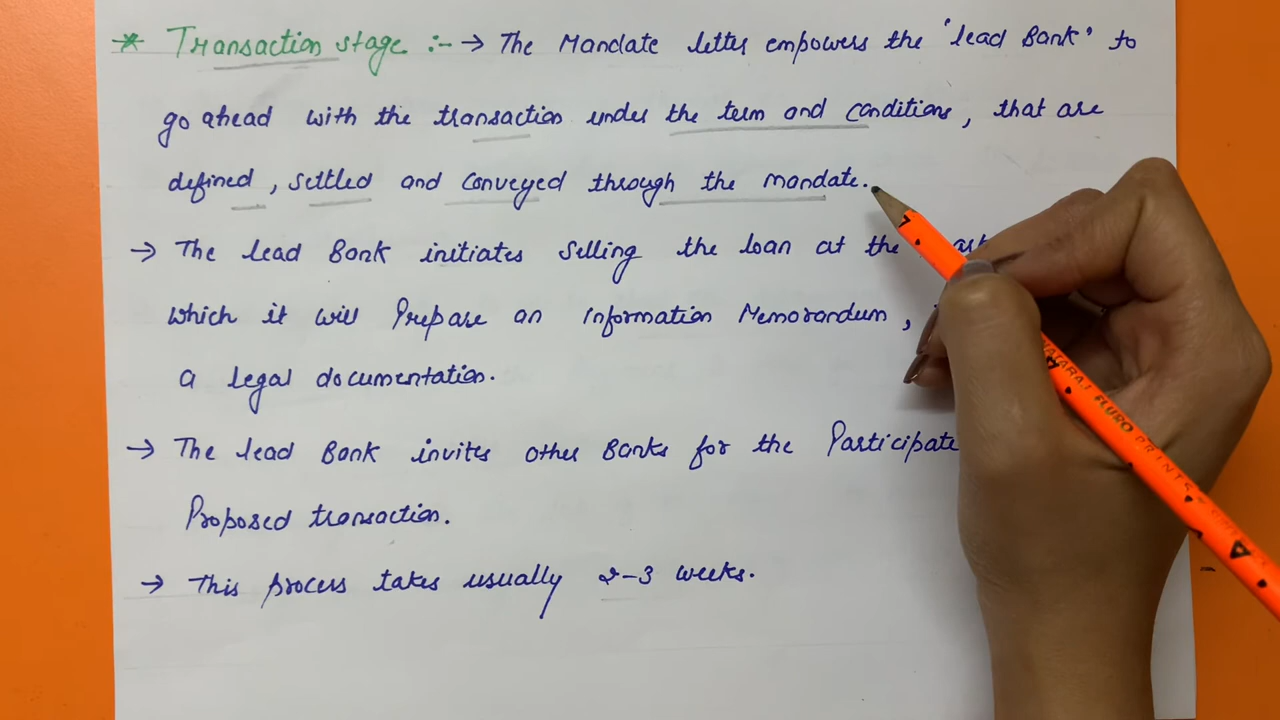 * Transaction stage :- → The Mandate letter empowers the 'lead Bank' to
go ahead with the transaction under the term and conditions, that are
defined, settled and conveyed through the mandate.
→ The lead Bank initiates selling the loan at the
which it will Prepare an Information Memorandum,
a legal documentation.
→ The lead Bank invites other Banks for the Participate
Proposed transaction.
→ This process takes usually 2-3 weeks.
NATARAJ FLURO PRINTS